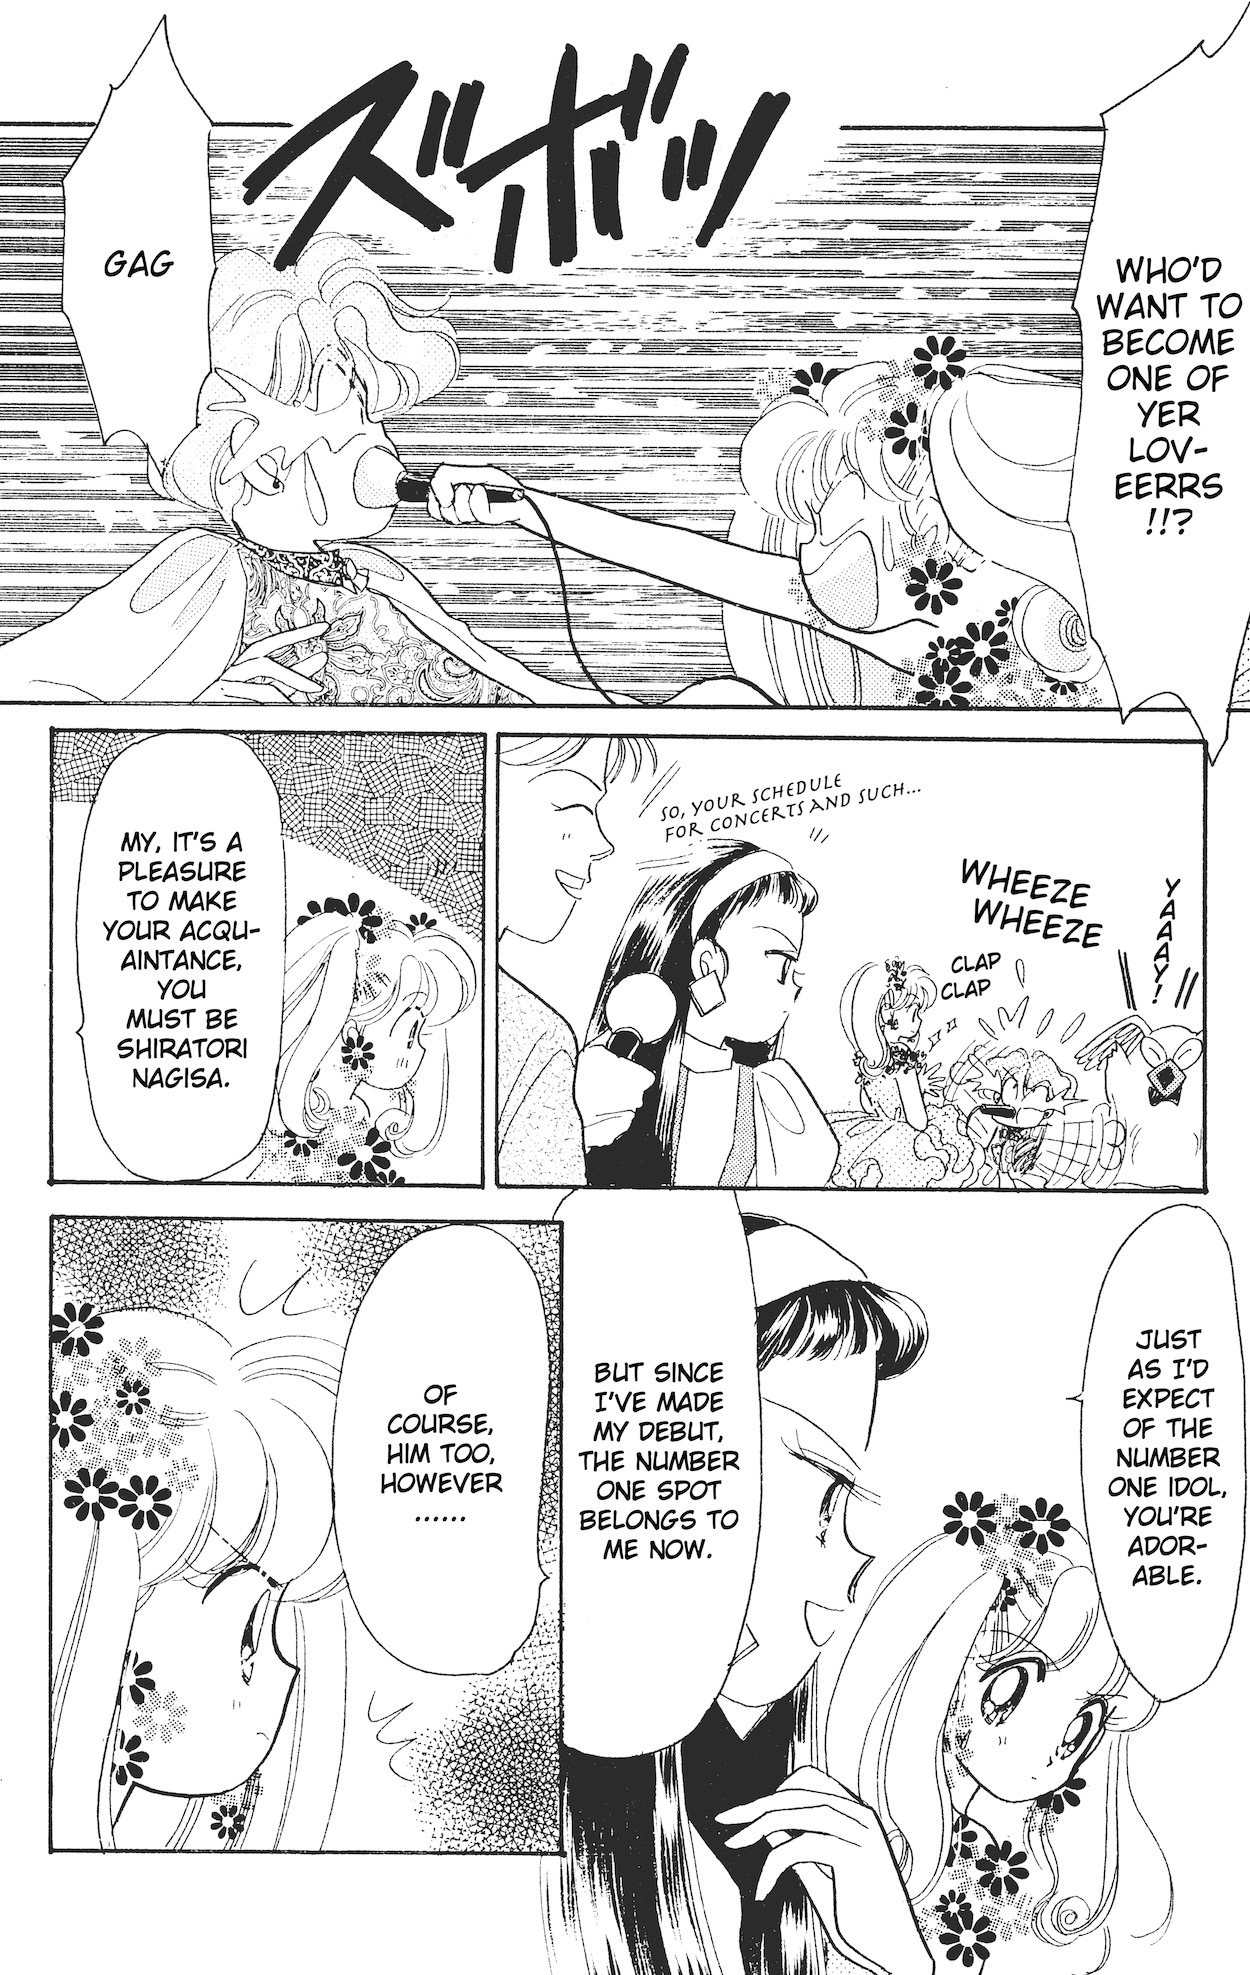 WHO'D
WANT TO
BECOME
ONE OF
YER
LOV-
EERRS
!!?
ズボッ
GAG
SO, YOUR SCHEDULE
FOR CONCERTS AND SUCH...
WHEEZE
WHEEZE
CLAP
CLAP
YAAAY!
MY, IT'S A
PLEASURE
TO MAKE
YOUR ACQU-
AINTANCE,
YOU
MUST BE
SHIRATORI
NAGISA.
JUST
AS I'D
EXPECT
OF THE
NUMBER
ONE IDOL,
YOU'RE
ADOR-
ABLE.
BUT SINCE
I'VE MADE
MY DEBUT,
THE NUMBER
ONE SPOT
BELONGS TO
ME NOW.
OF
COURSE,
HIM TOO,
HOWEVER
......